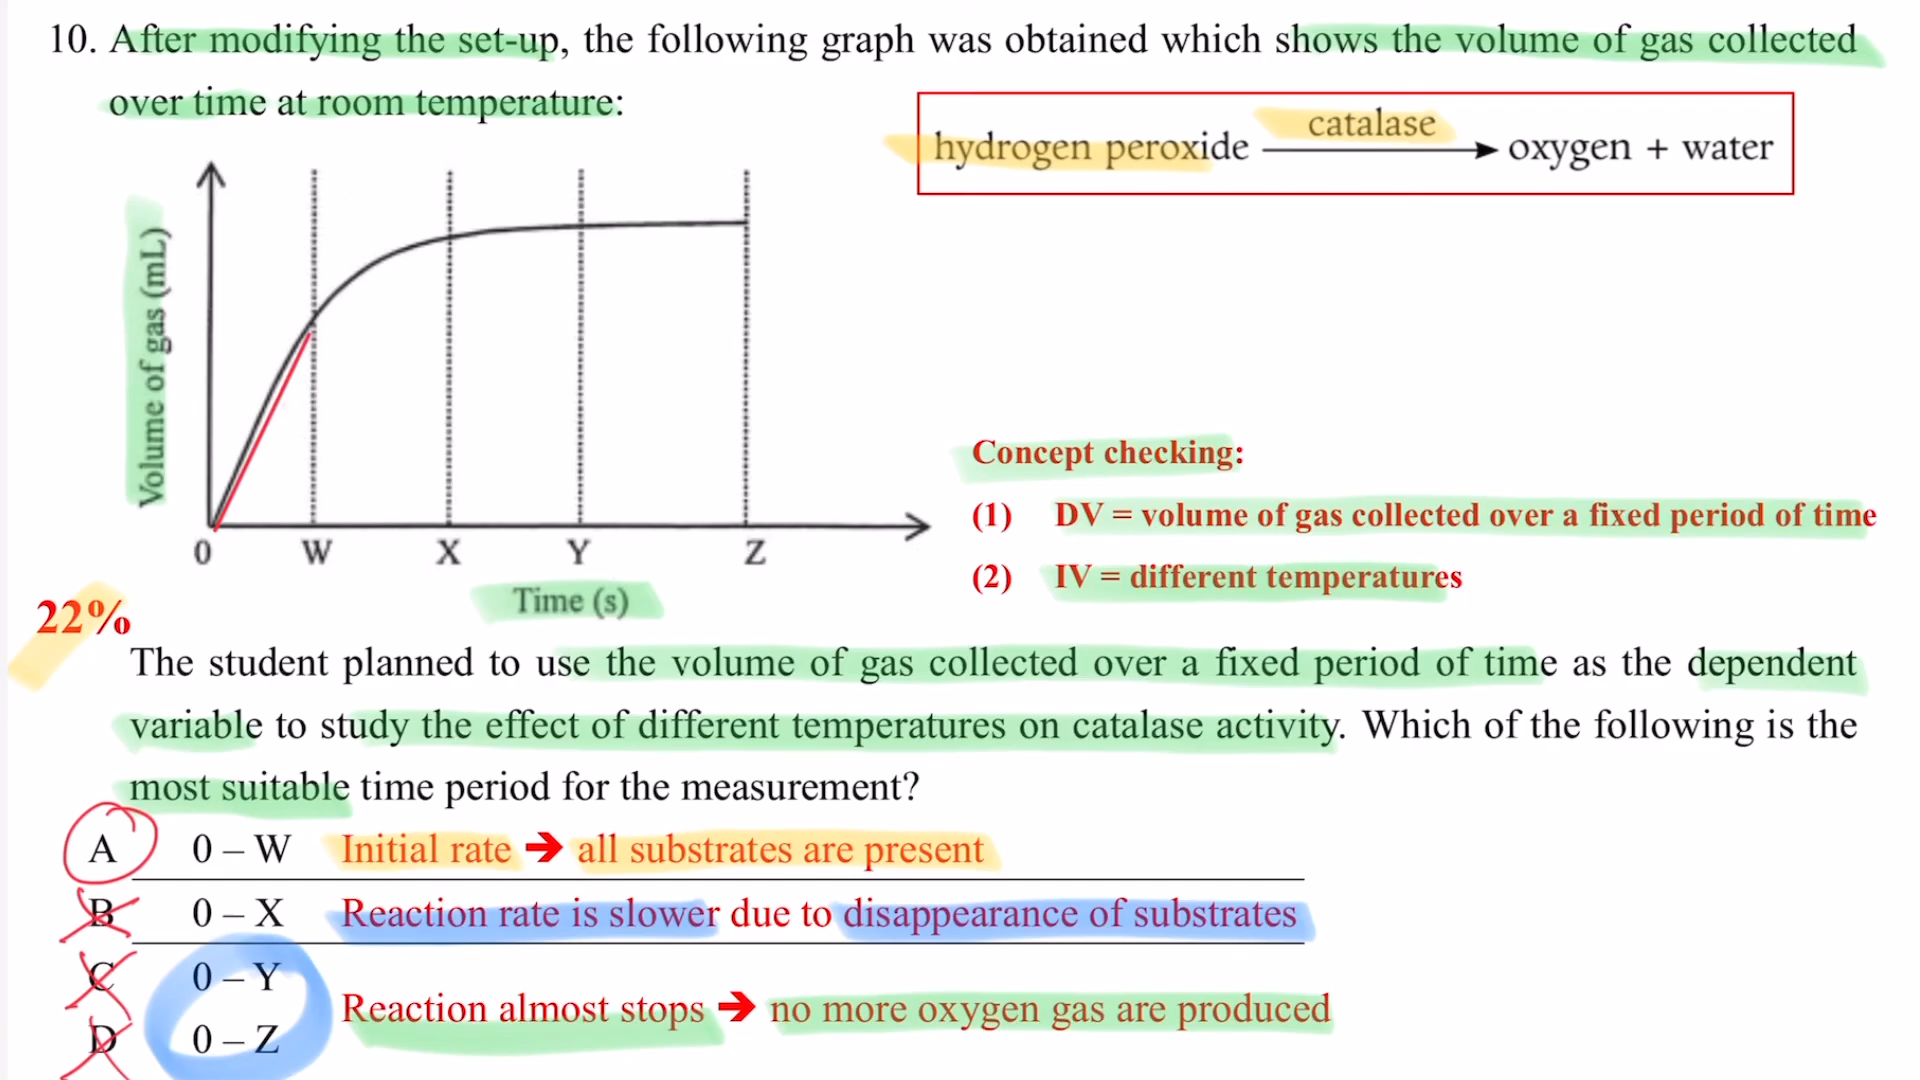 10. After modifying the set-up, the following graph was obtained which shows the volume of gas collected
over time at room temperature:
hydrogen peroxide catalase oxygen + water
Volume of gas (mL)
0 W X Y Z
Time (s)
Concept checking:
(1) DV = volume of gas collected over a fixed period of time
(2) IV = different temperatures
22%
The student planned to use the volume of gas collected over a fixed period of time as the dependent
variable to study the effect of different temperatures on catalase activity. Which of the following is the
most suitable time period for the measurement?
A 0 – W Initial rate ➔ all substrates are present
B 0 – X Reaction rate is slower due to disappearance of substrates
C 0 – Y
Reaction almost stops ➔ no more oxygen gas are produced
D 0 – Z